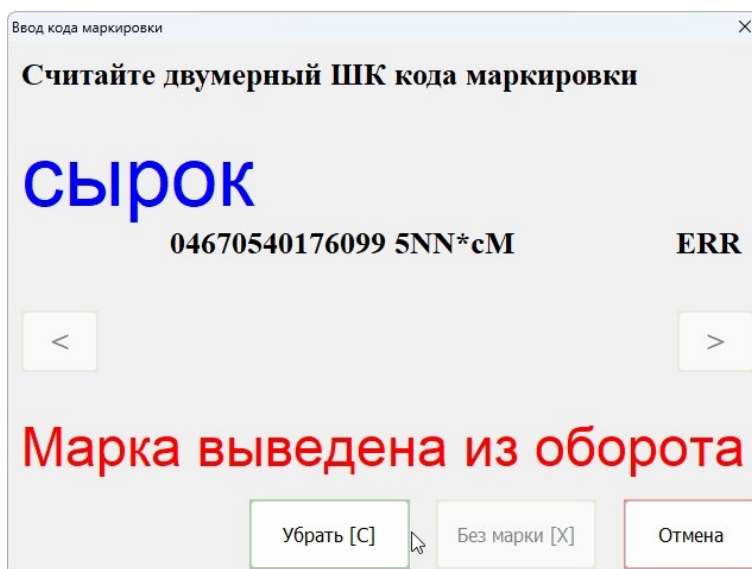 Ввод кода маркировки
Считайте двумерный ШК кода маркировки
сырок
04670540176099 5NN*cM ERR
< >
Марка выведена из оборота
Убрать [C] Без марки [X] Отмена